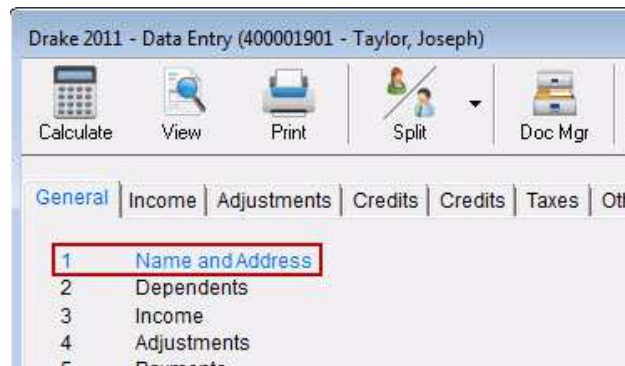 Drake 2011 - Data Entry (400001901 - Taylor, Joseph)
Calculate View Print Split Doc Mgr
General Income Adjustments Credits Credits Taxes
1 Name and Address
2 Dependents
3 Income
4 Adjustments